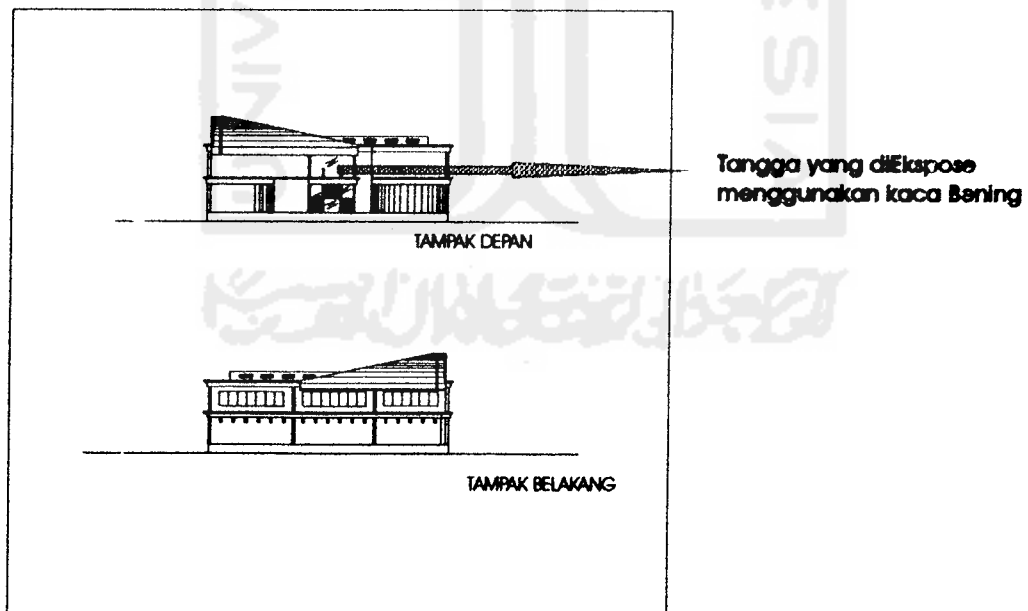 Tangga yang diEkspose
menggunakan kaca Bening
TAMPAK DEPAN
TAMPAK BELAKANG